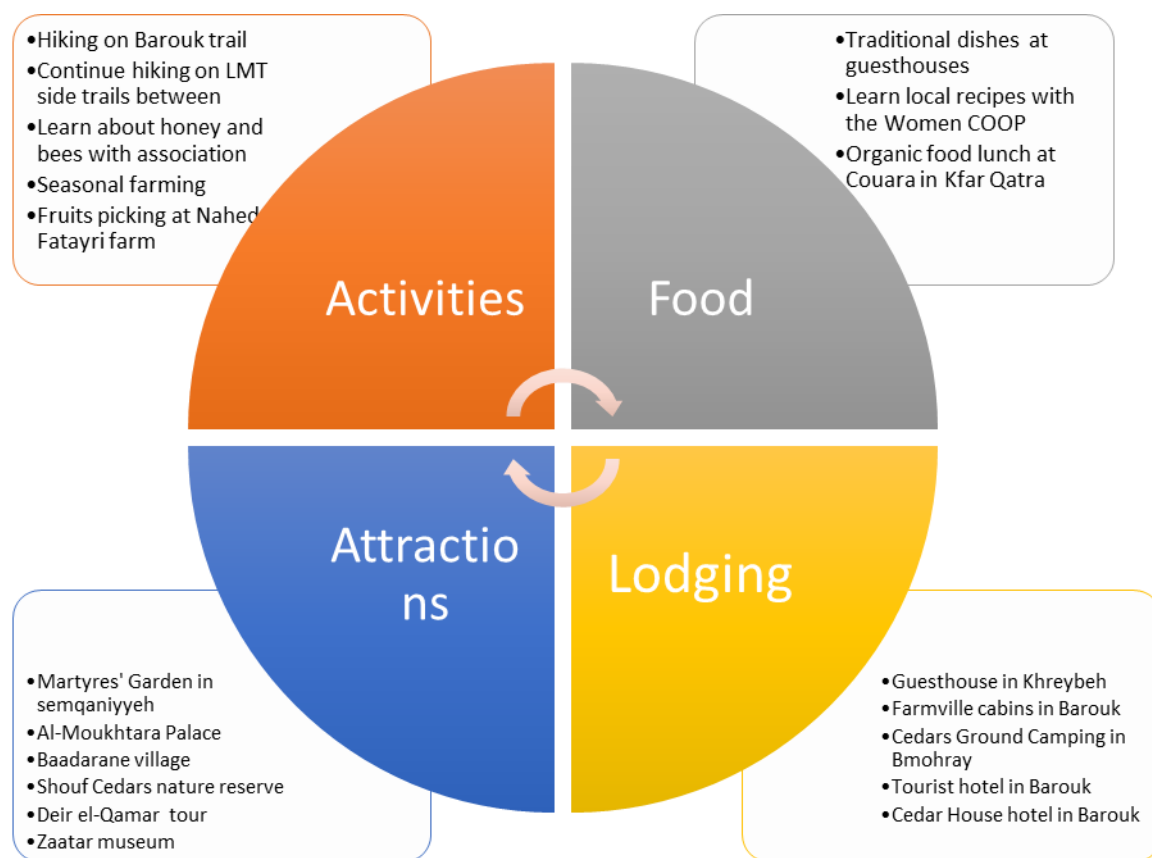 •Hiking on Barouk trail
•Continue hiking on LMT
side trails between
•Learn about honey and
bees with association
•Seasonal farming
•Fruits picking at Nahed
Fatayri farm
•Traditional dishes at
guesthouses
•Learn local recipes with
the Women COOP
•Organic food lunch at
Couara in Kfar Qatra
Activities
Food
Attractio
ns
Lodging
•Martyres' Garden in
semqaniyyeh
•Al-Moukhtara Palace
•Baadarane village
•Shouf Cedars nature reserve
•Deir el-Qamar tour
•Zaatar museum
•Guesthouse in Khreybeh
•Farmville cabins in Barouk
•Cedars Ground Camping in
Bmohray
•Tourist hotel in Barouk
•Cedar House hotel in Barouk